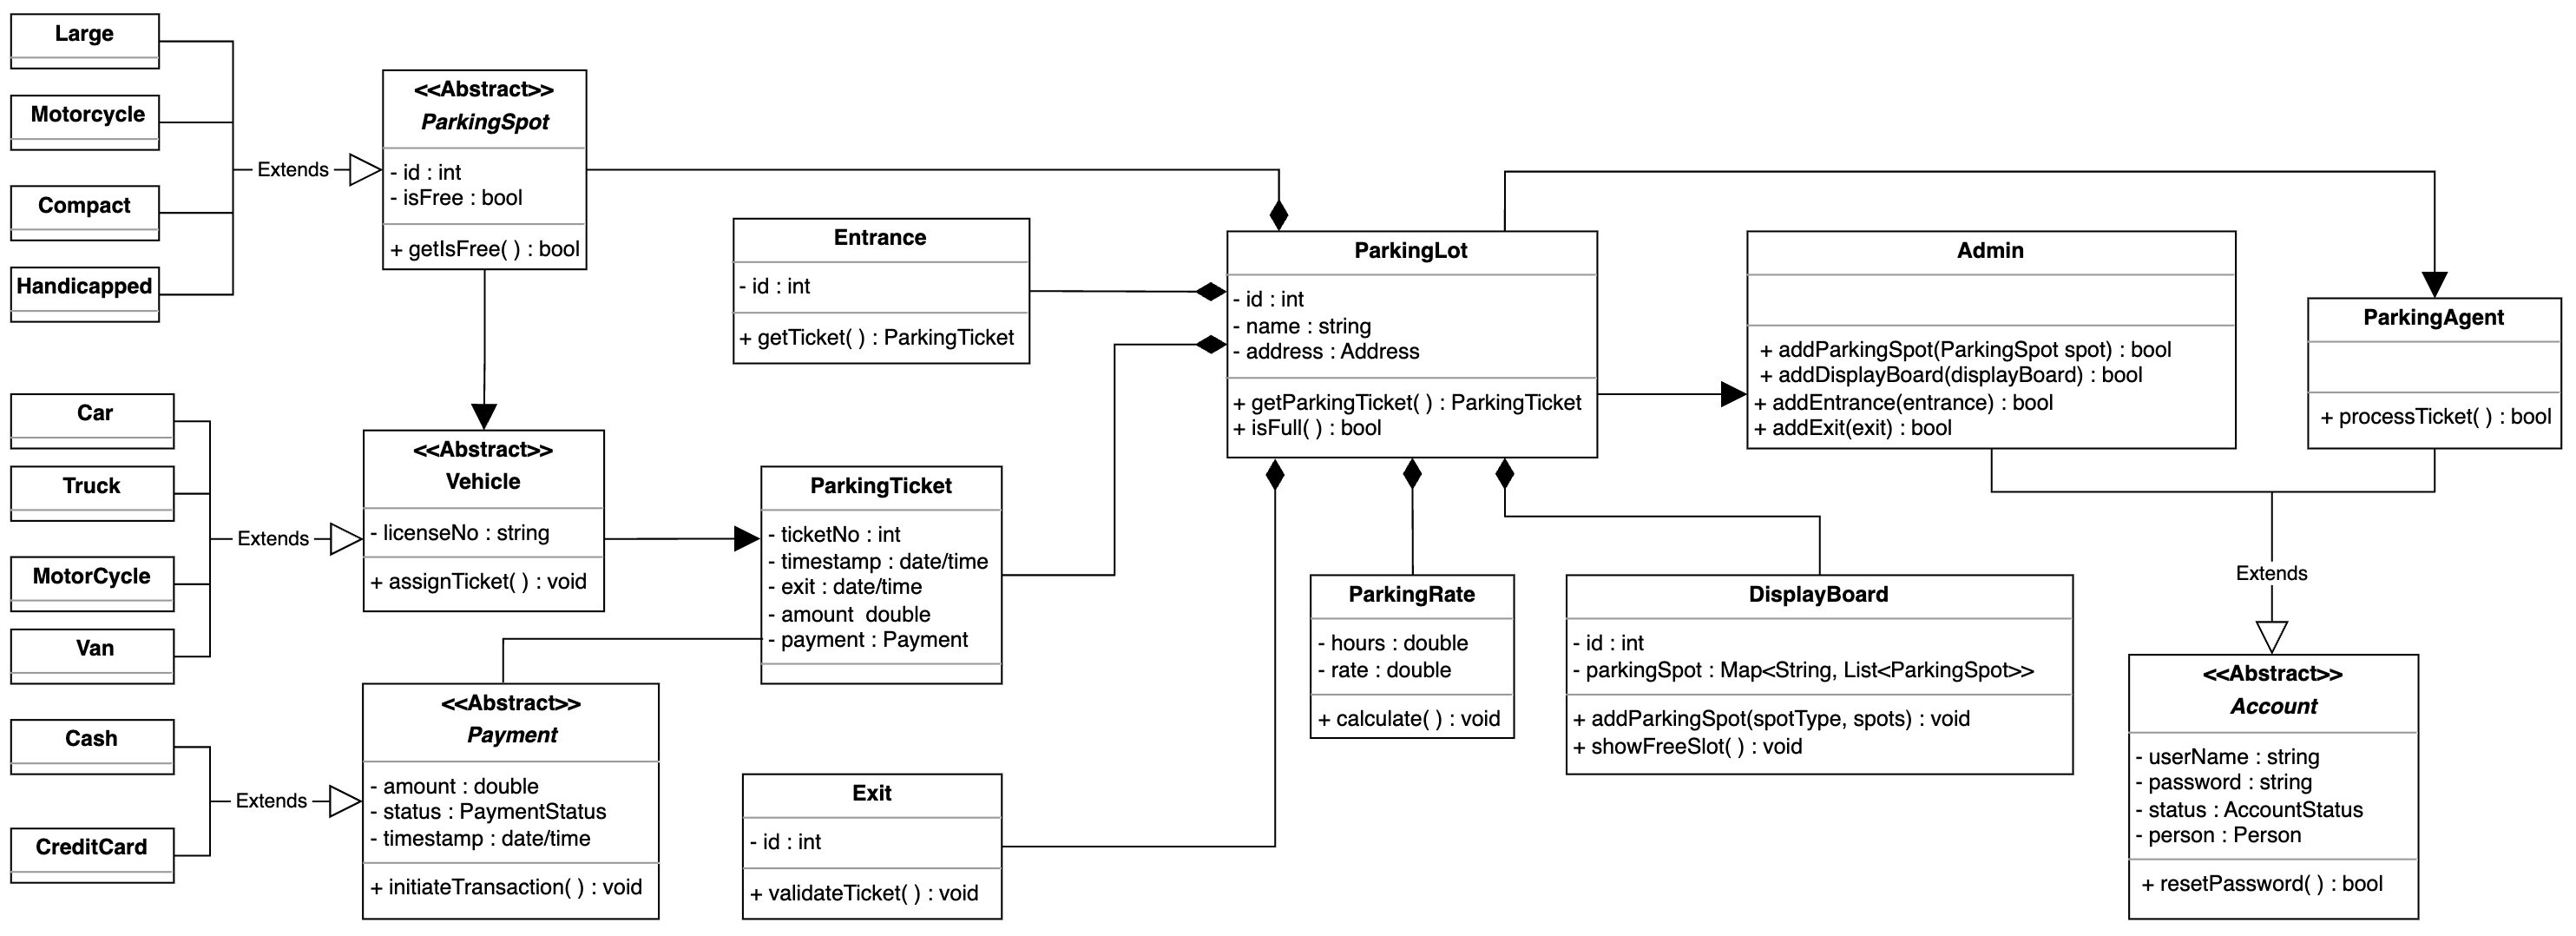 Large
Motorcycle
Compact
Handicapped
Extends
<<Abstract>>
ParkingSpot
- id : int
- isFree : bool
+ getIsFree( ) : bool
Entrance
- id : int
+ getTicket( ) : ParkingTicket
ParkingLot
- id : int
- name : string
- address : Address
+ getParkingTicket( ) : ParkingTicket
+ isFull( ) : bool
Admin
+ addParkingSpot(ParkingSpot spot) : bool
+ addDisplayBoard(displayBoard) : bool
+ addEntrance(entrance) : bool
+ addExit(exit) : bool
ParkingAgent
+ processTicket( ) : bool
Car
Truck
MotorCycle
Van
Extends
<<Abstract>>
Vehicle
- licenseNo : string
+ assignTicket( ) : void
ParkingTicket
- ticketNo : int
- timestamp : date/time
- exit : date/time
- amount  double
- payment : Payment
Cash
CreditCard
Extends
<<Abstract>>
Payment
- amount : double
- status : PaymentStatus
- timestamp : date/time
+ initiateTransaction( ) : void
Exit
- id : int
+ validateTicket( ) : void
ParkingRate
- hours : double
- rate : double
+ calculate( ) : void
DisplayBoard
- id : int
- parkingSpot : Map<String, List<ParkingSpot>>
+ addParkingSpot(spotType, spots) : void
+ showFreeSlot( ) : void
Extends
<<Abstract>>
Account
- userName : string
- password : string
- status : AccountStatus
- person : Person
+ resetPassword( ) : bool